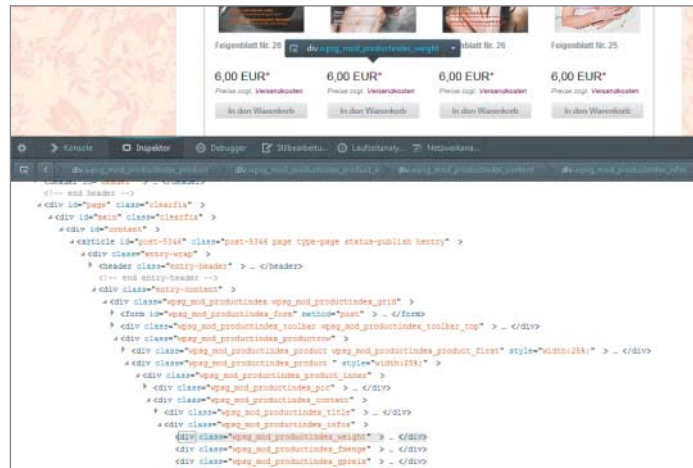 Feigenblatt Nr. 28
div.wpsg_mod_productindex_weight
blatt Nr. 26
Feigenblatt Nr. 25
6,00 EUR* 6,00 EUR* 6,00 EUR* 6,00 EUR*
Preise zzgl. Versandkosten Preise zzgl. Versandkosten Preise zzgl. Versandkosten Preise zzgl. Versandkosten
In den Warenkorb In den Warenkorb In den Warenkorb In den Warenkorb
Konsole Inspektor Debugger Stilbearbeitu... Laufzeitanaly... Netzwerkana...
div.wpsg_mod_productindex_product div.wpsg_mod_productindex_product_i div.wpsg_mod_productindex_content div.wpsg_mod_productindex_infos
<!-- end header -->
<div id="page" class="clearfix" >
<div id="main" class="clearfix" >
<div id="content" >
<article id="post-5346" class="post-5346 page type-page status-publish hentry" >
<div class="entry-wrap" >
<header class="entry-header" > … </header>
<!-- end entry-header -->
<div class="entry-content" >
<div class="wpsg_mod_productindex wpsg_mod_productindex_grid" >
<form id="wpsg_mod_productindex_form" method="post" > … </form>
<div class="wpsg_mod_productindex_toolbar wpsg_mod_productindex_toolbar_top" > … </div>
<div class="wpsg_mod_productindex_productrow" >
<div class="wpsg_mod_productindex_product wpsg_mod_productindex_product_first" style="width:25%;" > … </div>
<div class="wpsg_mod_productindex_product " style="width:25%;" >
<div class="wpsg_mod_productindex_product_inner" >
<div class="wpsg_mod_productindex_pic" > … </div>
<div class="wpsg_mod_productindex_content" >
<div class="wpsg_mod_productindex_title" > … </div>
<div class="wpsg_mod_productindex_infos" >
<div class="wpsg_mod_productindex_weight" > … </div>
<div class="wpsg_mod_productindex_fmenge" > … </div>
<div class="wpsg_mod_productindex_gpreis" > … </div>